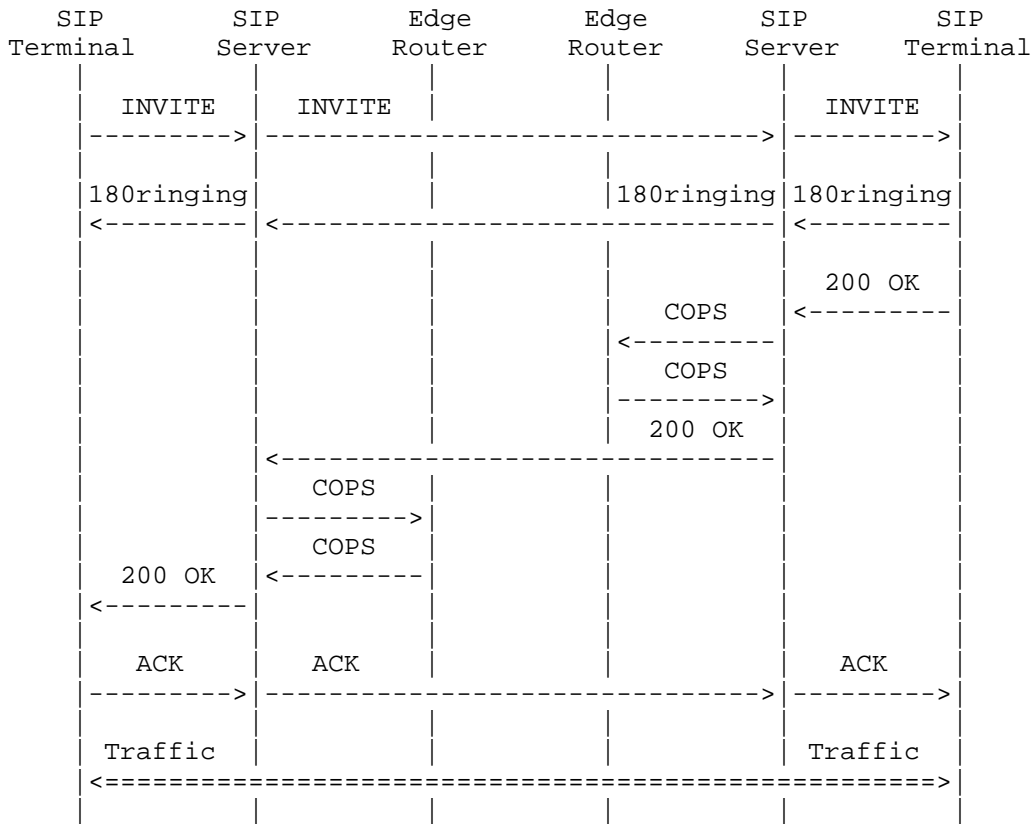 SIP SIP Edge Edge SIP SIP
Terminal Server Router Router Server Terminal
INVITE INVITE INVITE
180ringing 180ringing 180ringing
200 OK
COPS
COPS
200 OK
COPS
COPS
200 OK
ACK ACK ACK
Traffic Traffic